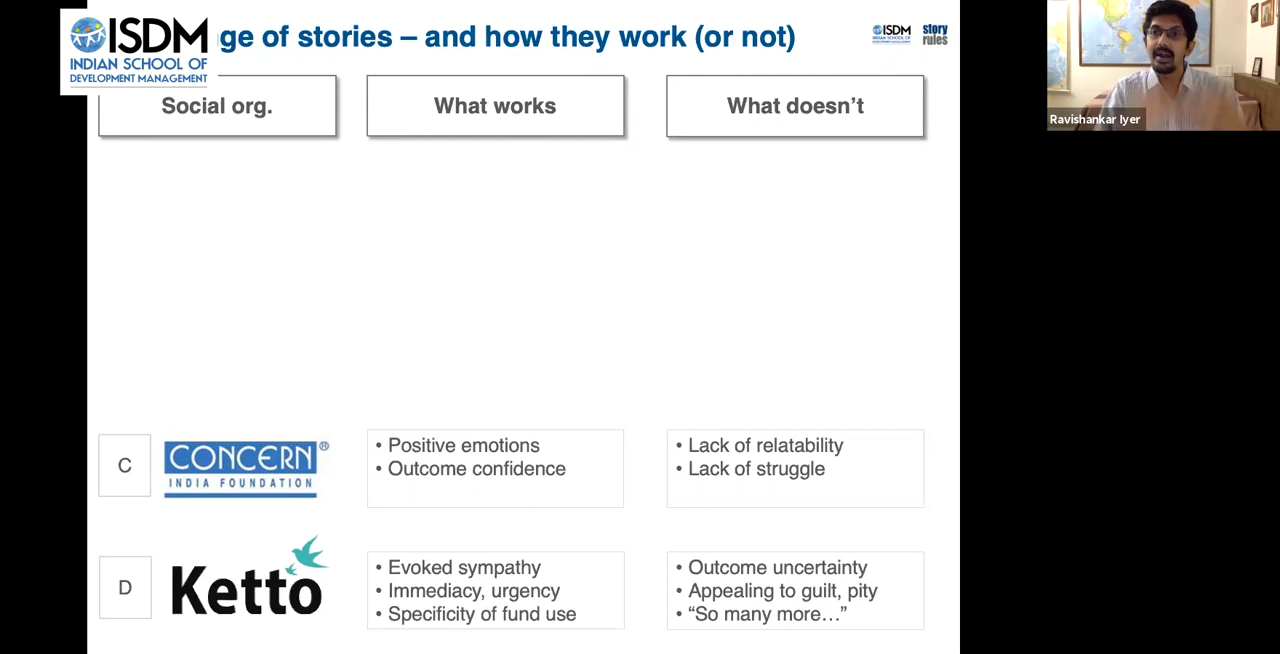 ISDM
INDIAN SCHOOL OF
DEVELOPMENT MANAGEMENT
ge of stories – and how they work (or not)
story
rules
Ravishankar Iyer
Social org.
What works
What doesn’t
C
CONCERN®
INDIA FOUNDATION
• Positive emotions
• Outcome confidence
• Lack of relatability
• Lack of struggle
D
Ketto
• Evoked sympathy
• Immediacy, urgency
• Specificity of fund use
• Outcome uncertainty
• Appealing to guilt, pity
• “So many more…”